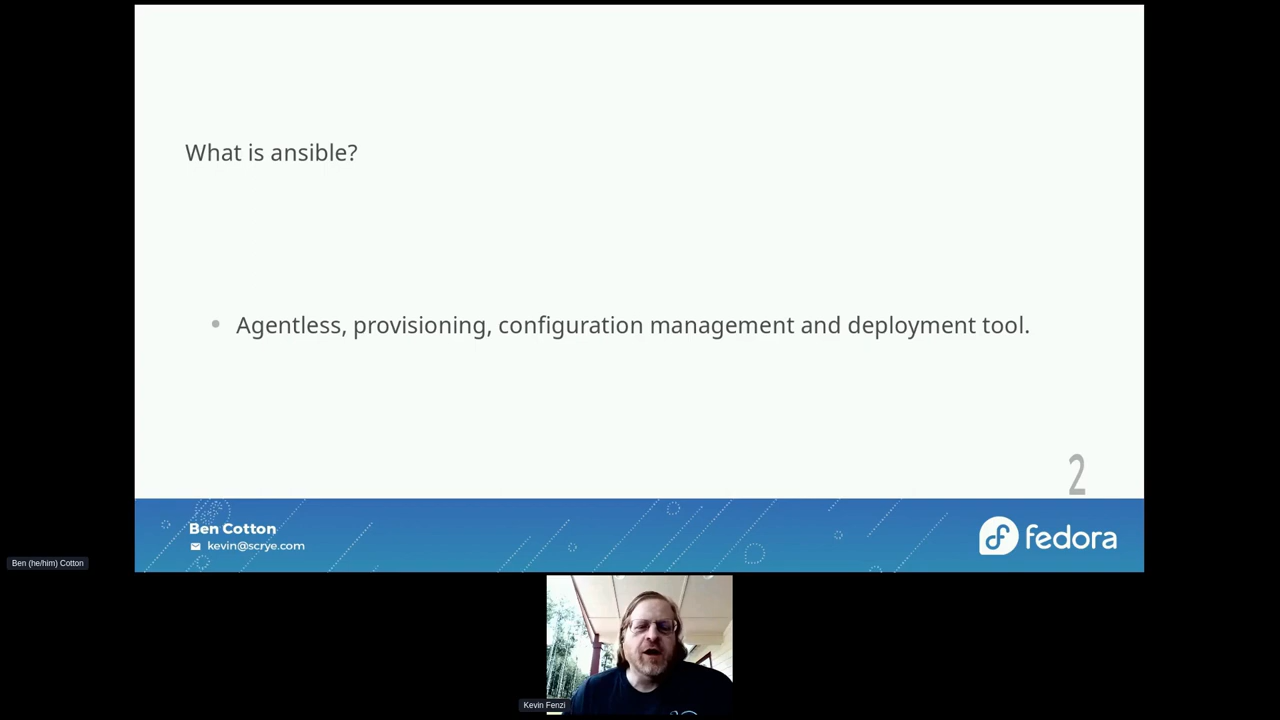 What is ansible?
Agentless, provisioning, configuration management and deployment tool.
2
Ben Cotton
kevin@scrye.com
fedora
Ben (he/him) Cotton
Kevin Fenzi